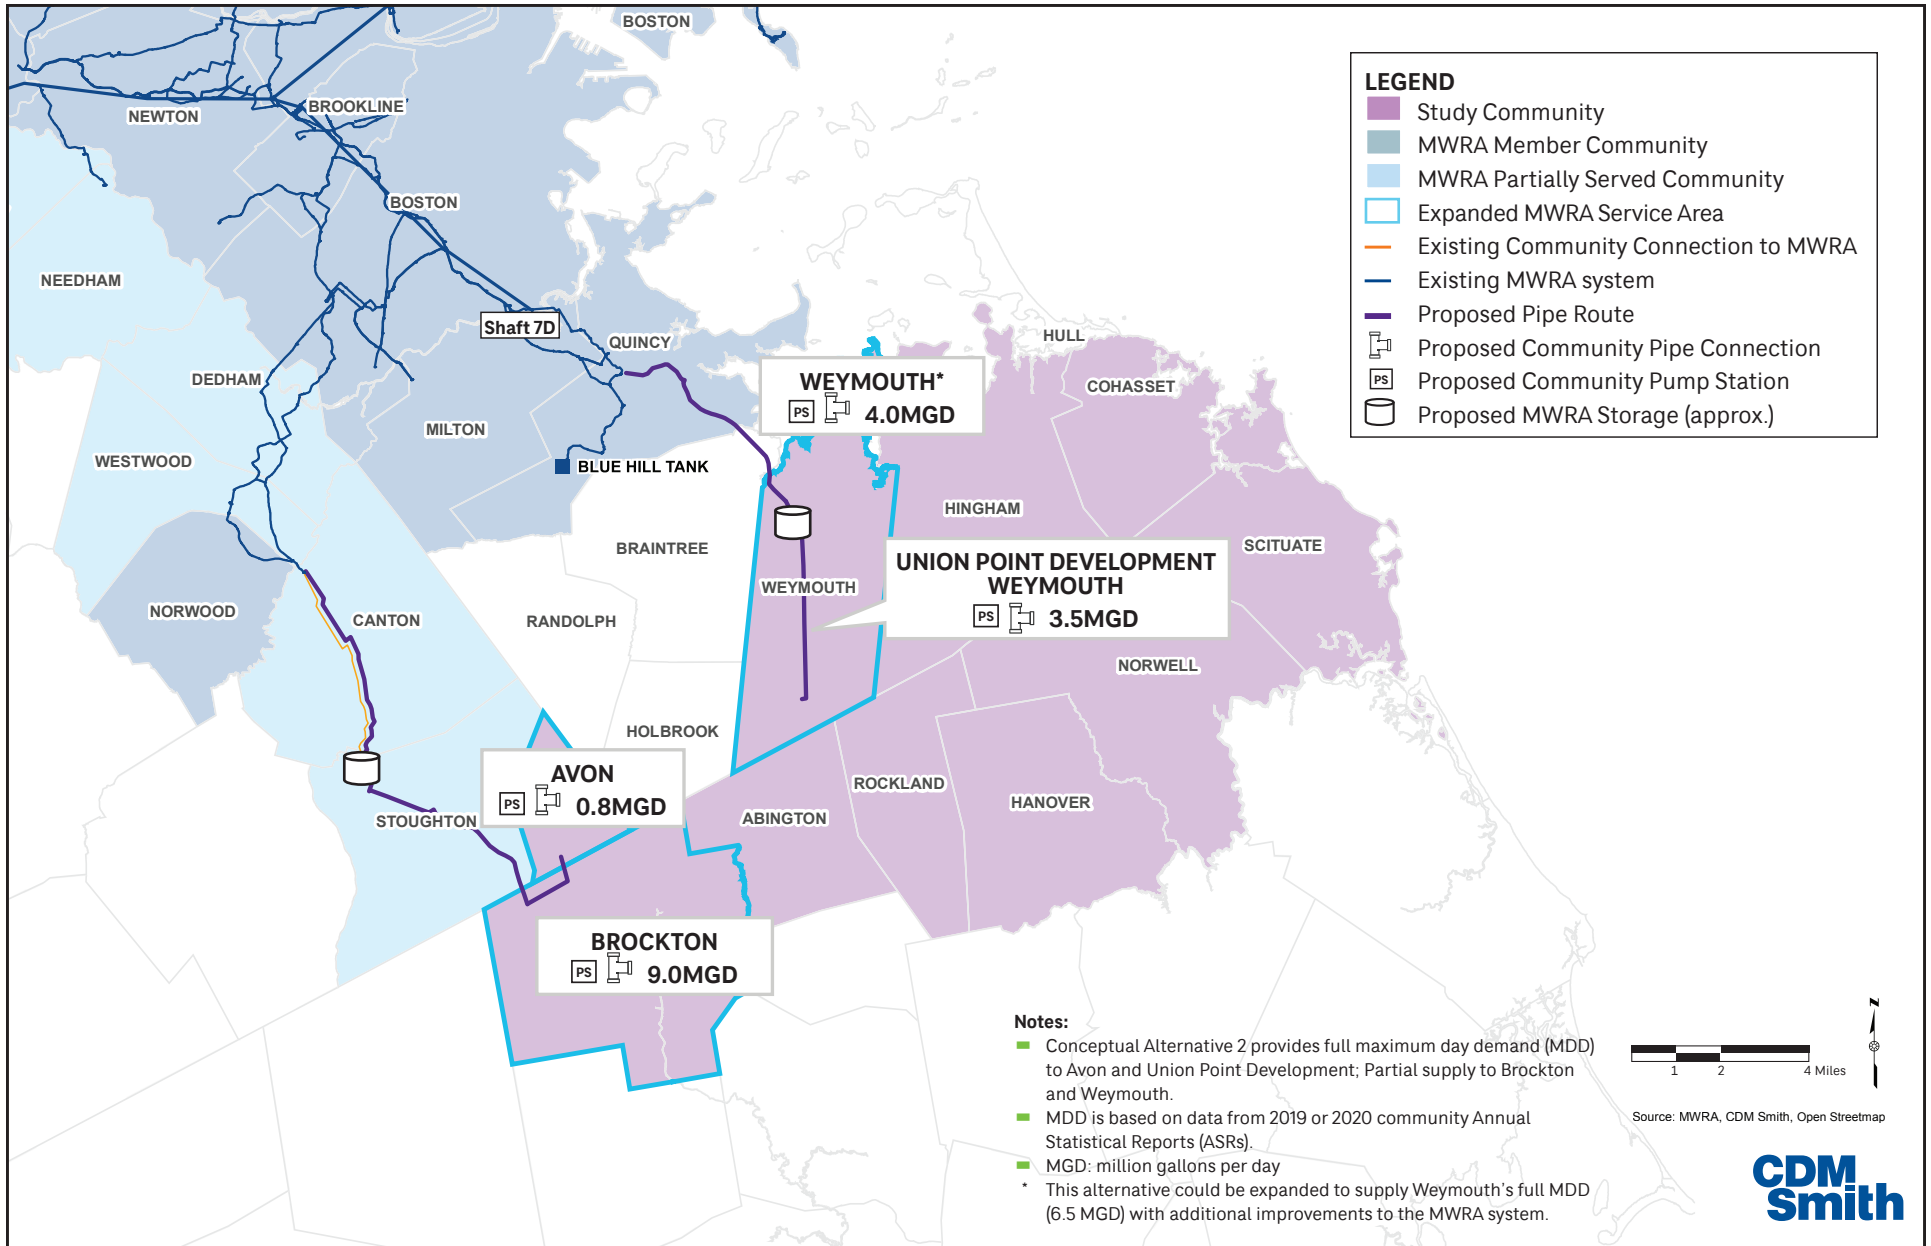 BOSTON
NEWTON
BROOKLINE
BOSTON
NEEDHAM
Shaft 7D
QUINCY
HULL
DEDHAM
COHASSET
WEYMOUTH*
PS 4.0MGD
MILTON
WESTWOOD
BLUE HILL TANK
HINGHAM
BRAINTREE
SCITUATE
UNION POINT DEVELOPMENT
WEYMOUTH
PS 3.5MGD
WEYMOUTH
NORWOOD
CANTON
RANDOLPH
NORWELL
HOLBROOK
AVON
PS 0.8MGD
ROCKLAND
HANOVER
STOUGHTON
ABINGTON
BROCKTON
PS 9.0MGD
LEGEND
Study Community
MWRA Member Community
MWRA Partially Served Community
Expanded MWRA Service Area
Existing Community Connection to MWRA
Existing MWRA system
Proposed Pipe Route
Proposed Community Pipe Connection
PS Proposed Community Pump Station
Proposed MWRA Storage (approx.)
Notes:
Conceptual Alternative 2 provides full maximum day demand (MDD)
to Avon and Union Point Development; Partial supply to Brockton
and Weymouth.
MDD is based on data from 2019 or 2020 community Annual
Statistical Reports (ASRs).
MGD: million gallons per day
* This alternative could be expanded to supply Weymouth's full MDD
(6.5 MGD) with additional improvements to the MWRA system.
N
1 2 4 Miles
Source: MWRA, CDM Smith, Open Streetmap
CDM
Smith